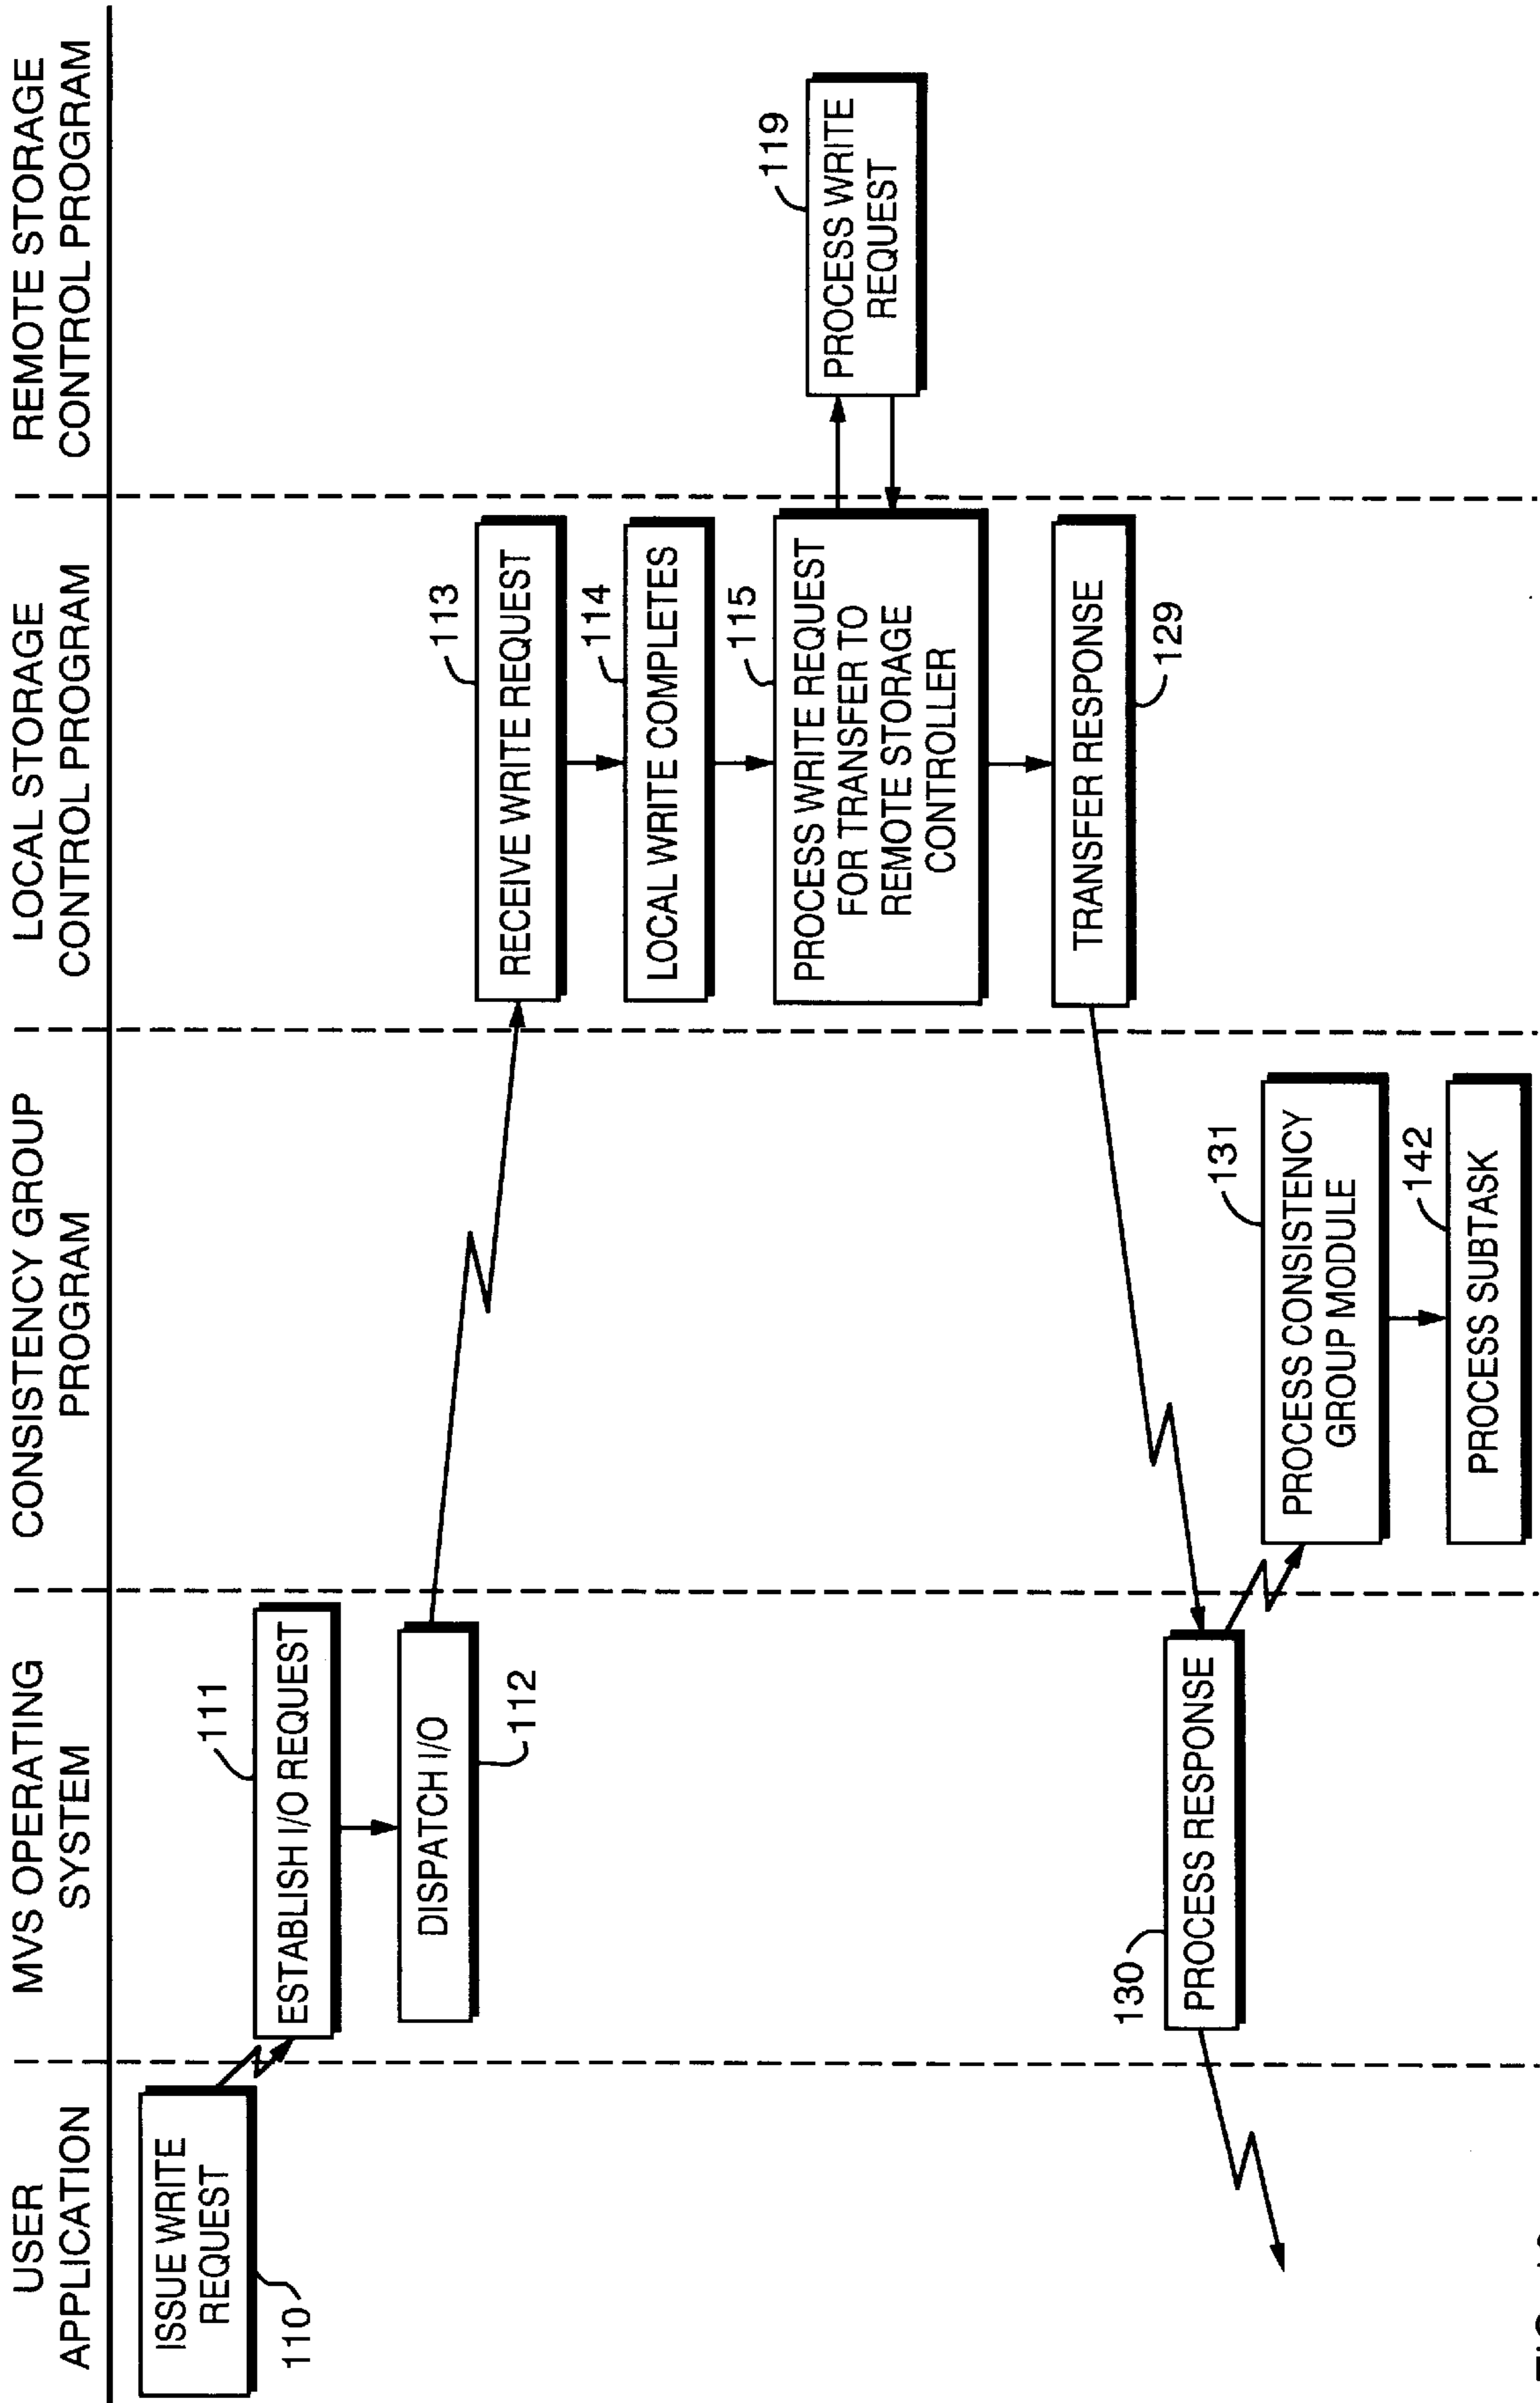 USER
APPLICATION
MVS OPERATING
SYSTEM
CONSISTENCY GROUP
PROGRAM
LOCAL STORAGE
CONTROL PROGRAM
REMOTE STORAGE
CONTROL PROGRAM
ISSUE WRITE
REQUEST
110
111
ESTABLISH I/O REQUEST
DISPATCH I/O
112
113
RECEIVE WRITE REQUEST
114
LOCAL WRITE COMPLETES
115
PROCESS WRITE REQUEST
FOR TRANSFER TO
REMOTE STORAGE
CONTROLLER
119
PROCESS WRITE
REQUEST
TRANSFER RESPONSE
129
130
PROCESS RESPONSE
131
PROCESS CONSISTENCY
GROUP MODULE
142
PROCESS SUBTASK